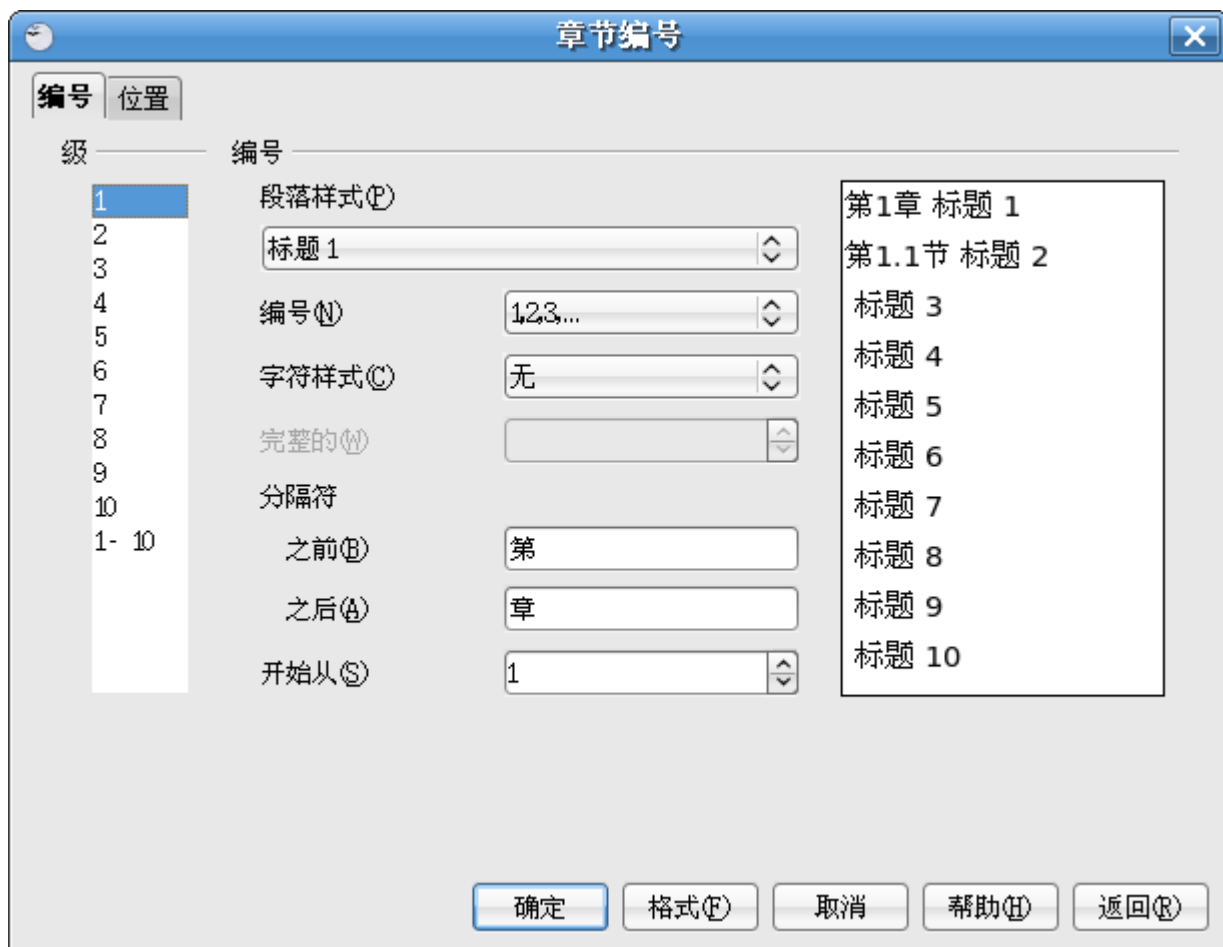 章节编号
编号 位置
级 编号
1
2
3
4
5
6
7
8
9
10
1- 10
段落样式(P)
标题 1
编号(N) 1,2,3,...
字符样式(C) 无
完整的(W)
分隔符
之前(B) 第
之后(A) 章
开始从(S) 1
第1章 标题 1
第1.1节 标题 2
标题 3
标题 4
标题 5
标题 6
标题 7
标题 8
标题 9
标题 10
确定 格式(F) 取消 帮助(H) 返回(R)